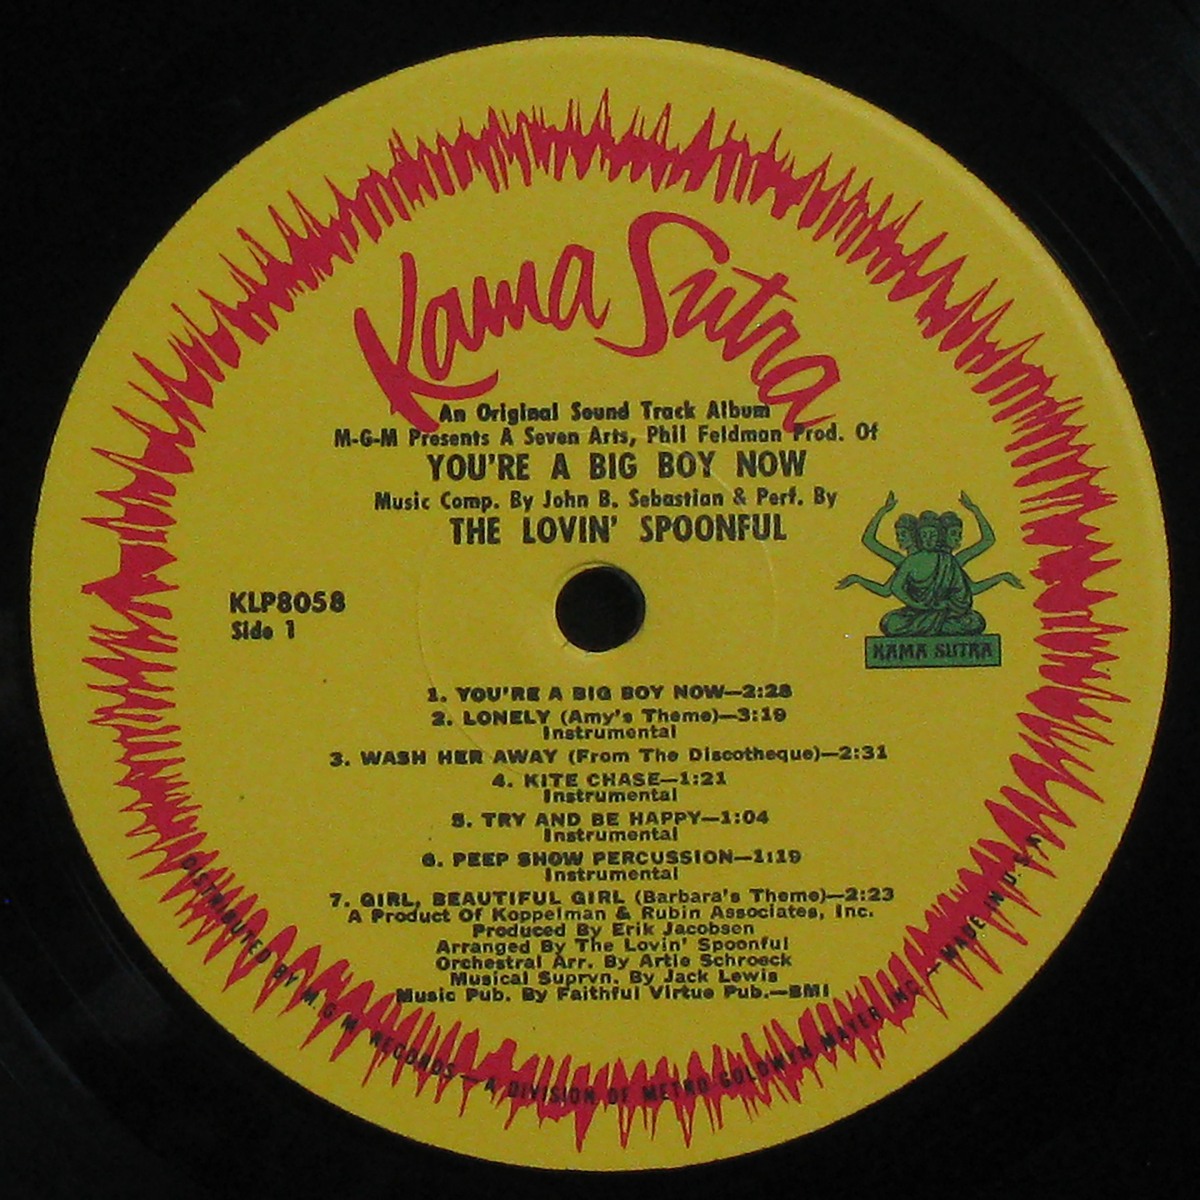 Kama Sutra
An Original Sound Track Album
M-G-M Presents A Seven Arts, Phil Feldman Prod. Of
YOU'RE A BIG BOY NOW
Music Comp. By John B. Sebastian & Perf. By
THE LOVIN' SPOONFUL
KLP8058
Side 1
KAMA SUTRA
1. YOU'RE A BIG BOY NOW—2:28
2. LONELY (Amy's Theme)—3:19
Instrumental
3. WASH HER AWAY (From The Discotheque)—2:31
4. KITE CHASE—1:21
Instrumental
5. TRY AND BE HAPPY—1:04
Instrumental
6. PEEP SHOW PERCUSSION—1:19
Instrumental
7. GIRL, BEAUTIFUL GIRL (Barbara's Theme)—2:23
A Product Of Koppelman & Rubin Associates, Inc.
Produced By Erik Jacobsen
Arranged By The Lovin' Spoonful
Orchestral Arr. By Artie Schroeck
Musical Suprvn. By Jack Lewis
Music Pub. By Faithful Virtue Pub.—BMI
DISTRIBUTED BY M.G.M RECORDS — A DIVISION OF METRO GOLDWYN MAYER INC. — MADE IN U.S.A.